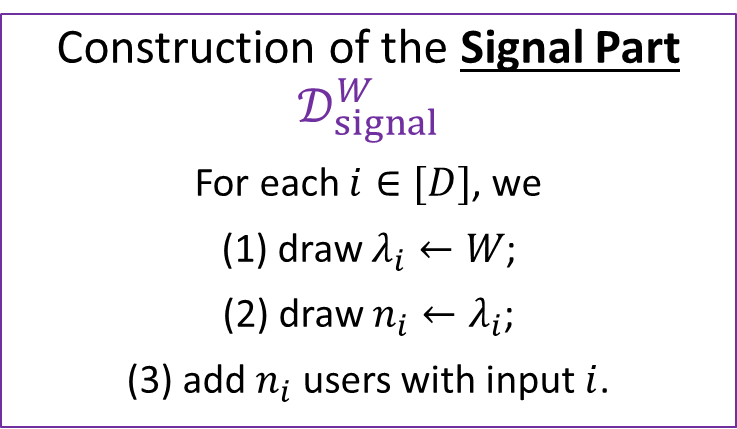 Construction of the Signal Part
𝒟^W_signal
For each i ∈ [D], we
(1) draw λ_i ← W;
(2) draw n_i ← λ_i;
(3) add n_i users with input i.